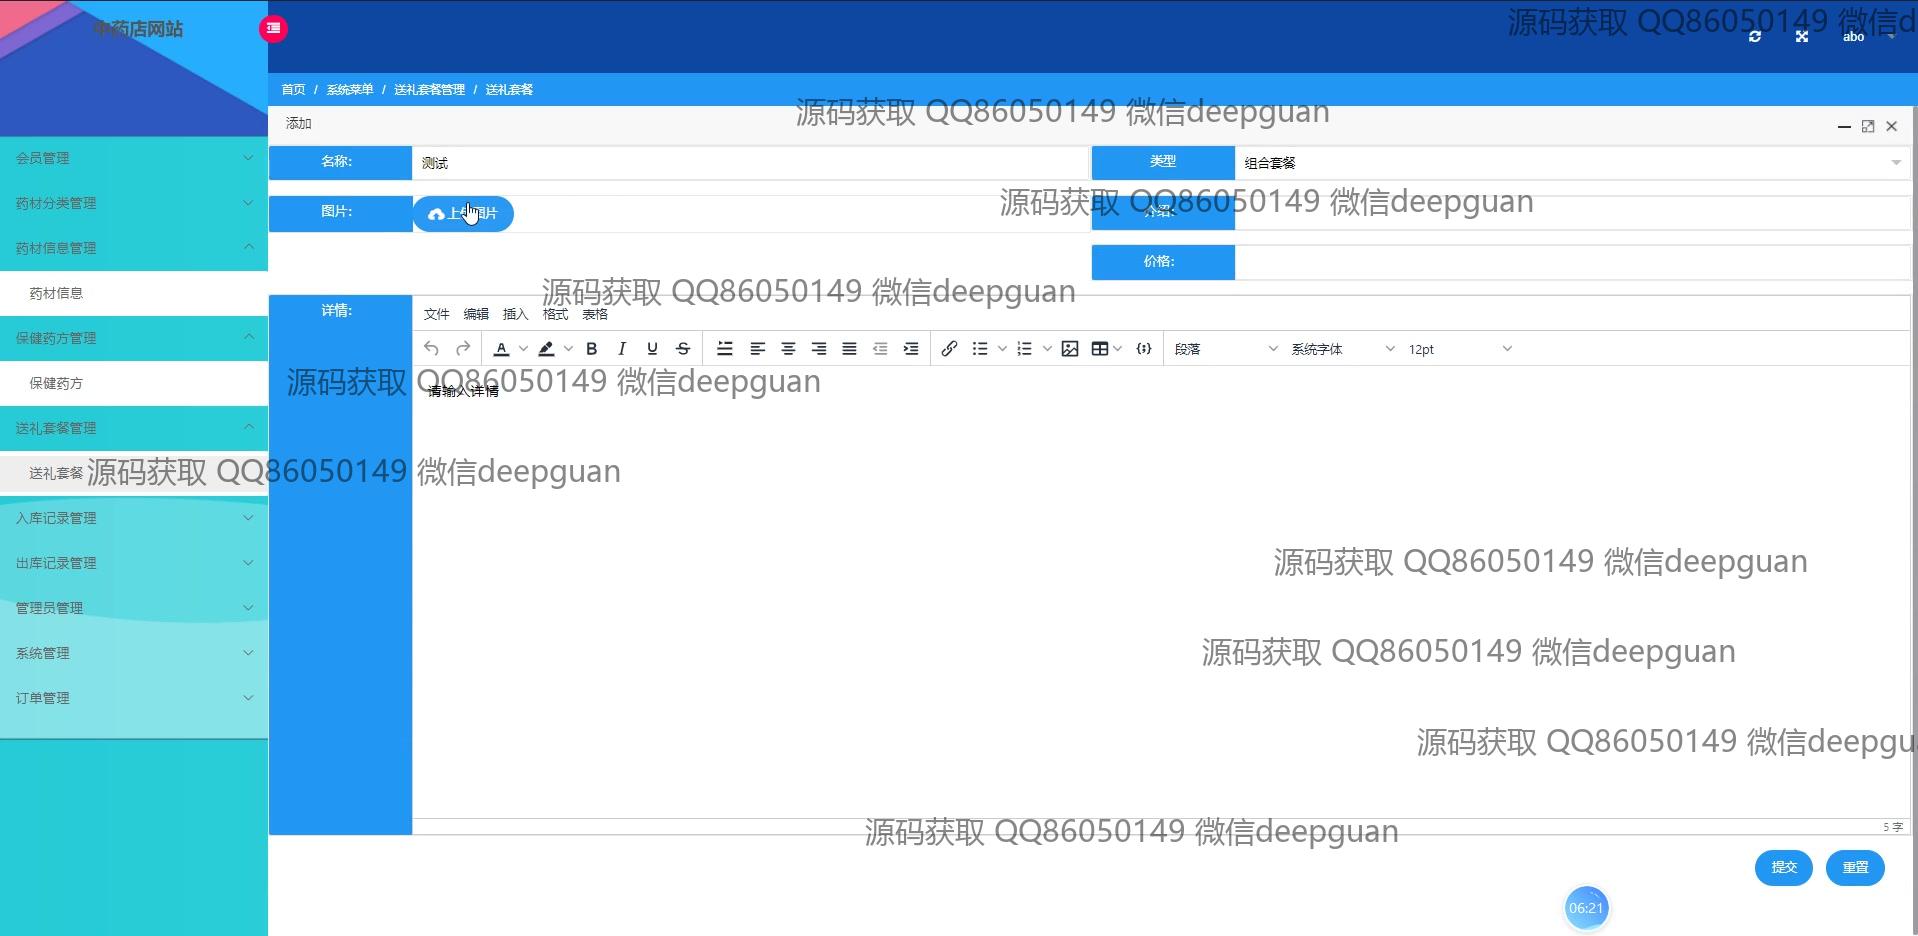 中药店网站
源码获取 QQ86050149 微信d
abo
首页 / 系统菜单 / 送礼套餐管理 / 送礼套餐
源码获取 QQ86050149 微信deepguan
添加
会员管理
名称:
测试
类型
组合套餐
药材分类管理
图片:
上传图片
源码获取 QQ86050149 微信deepguan
介绍:
药材信息管理
价格:
药材信息
源码获取 QQ86050149 微信deepguan
详情:
文件 编辑 插入 格式 表格
保健药方管理
段落 系统字体 12pt
保健药方
源码获取 QQ86050149 微信deepguan
请输入详情
送礼套餐管理
送礼套餐
源码获取 QQ86050149 微信deepguan
入库记录管理
出库记录管理
源码获取 QQ86050149 微信deepguan
管理员管理
系统管理
源码获取 QQ86050149 微信deepguan
订单管理
源码获取 QQ86050149 微信deepgu
源码获取 QQ86050149 微信deepguan
5 字
提交
重置
06:21